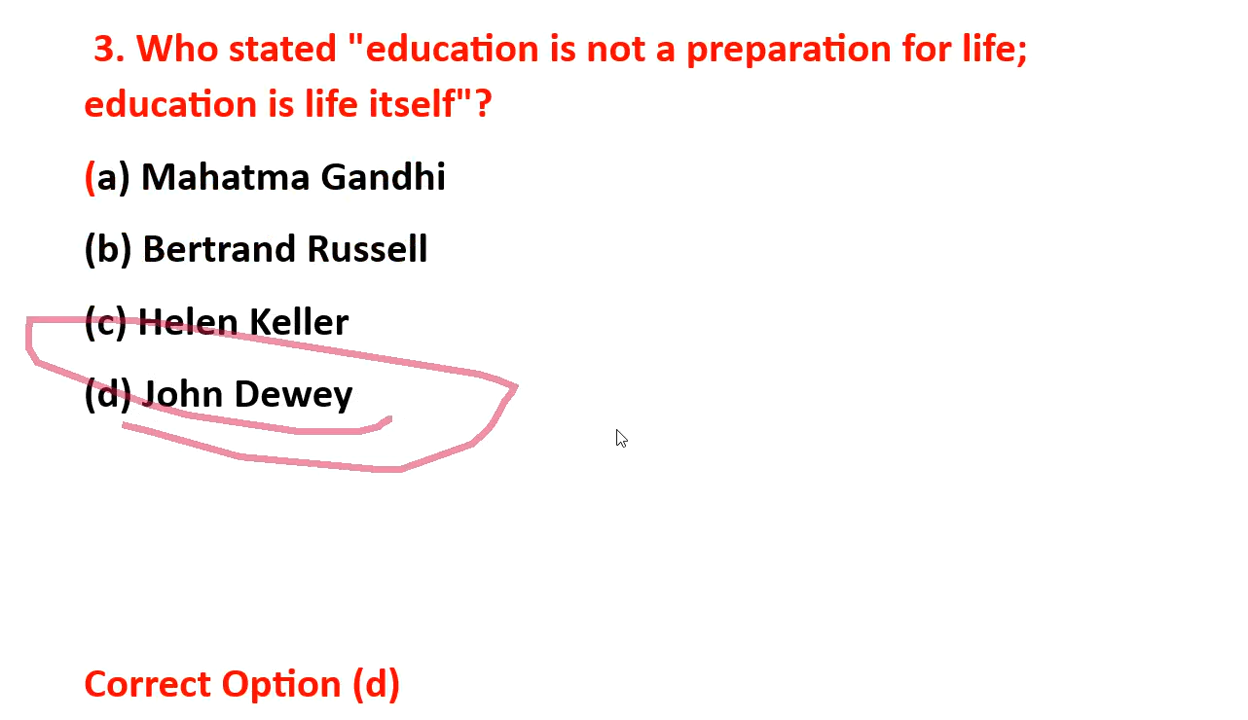 3. Who stated "education is not a preparation for life;
education is life itself"?
(a) Mahatma Gandhi
(b) Bertrand Russell
(c) Helen Keller
(d) John Dewey
Correct Option (d)